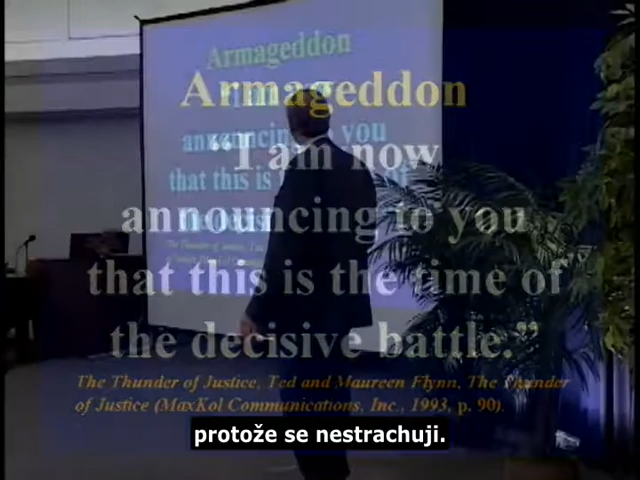 Armageddon
Armageddon
“I am now
announcing to you
that this is the time of
the decisive battle.”
The Thunder of Justice, Ted and Maureen Flynn, The Thunder
of Justice (MaxKol Communications, Inc., 1993, p. 90).
protože se nestrachuji.